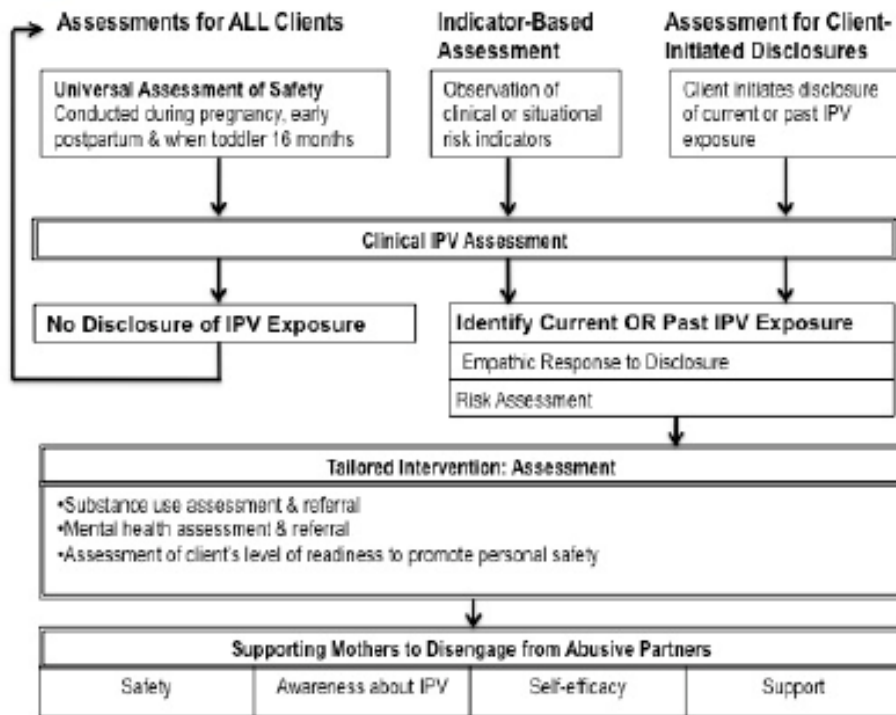 Assessments for ALL Clients
Indicator-Based
Assessment
Assessment for Client-
Initiated Disclosures
Universal Assessment of Safety
Conducted during pregnancy, early
postpartum & when toddler 16 months
Observation of
clinical or situational
risk indicators
Client initiates disclosure
of current or past IPV
exposure
Clinical IPV Assessment
No Disclosure of IPV Exposure
Identify Current OR Past IPV Exposure
Empathic Response to Disclosure
Risk Assessment
Tailored Intervention: Assessment
•Substance use assessment & referral
•Mental health assessment & referral
•Assessment of client's level of readiness to promote personal safety
Supporting Mothers to Disengage from Abusive Partners
Safety
Awareness about IPV
Self-efficacy
Support